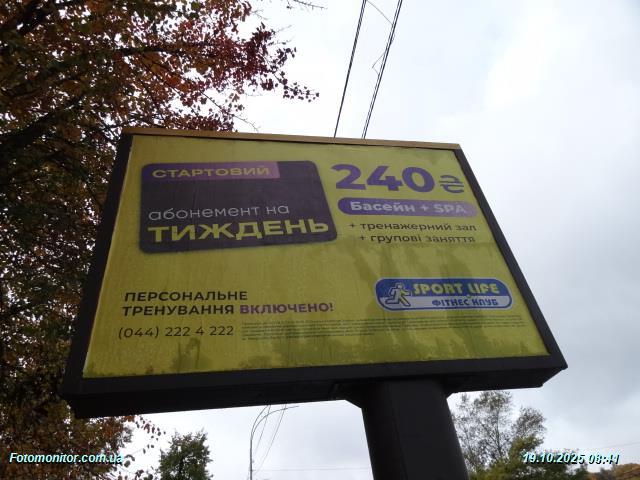 СТАРТОВИЙ
абонемент на
ТИЖДЕНЬ
240₴
Басейн + SPA
+ тренажерний зал
+ групові заняття
ПЕРСОНАЛЬНЕ
ТРЕНУВАННЯ ВКЛЮЧЕНО!
(044) 222 4 222
SPORT LIFE
ФІТНЕС КЛУБ
Fotomonitor.com.ua
19.10.2025 08:41